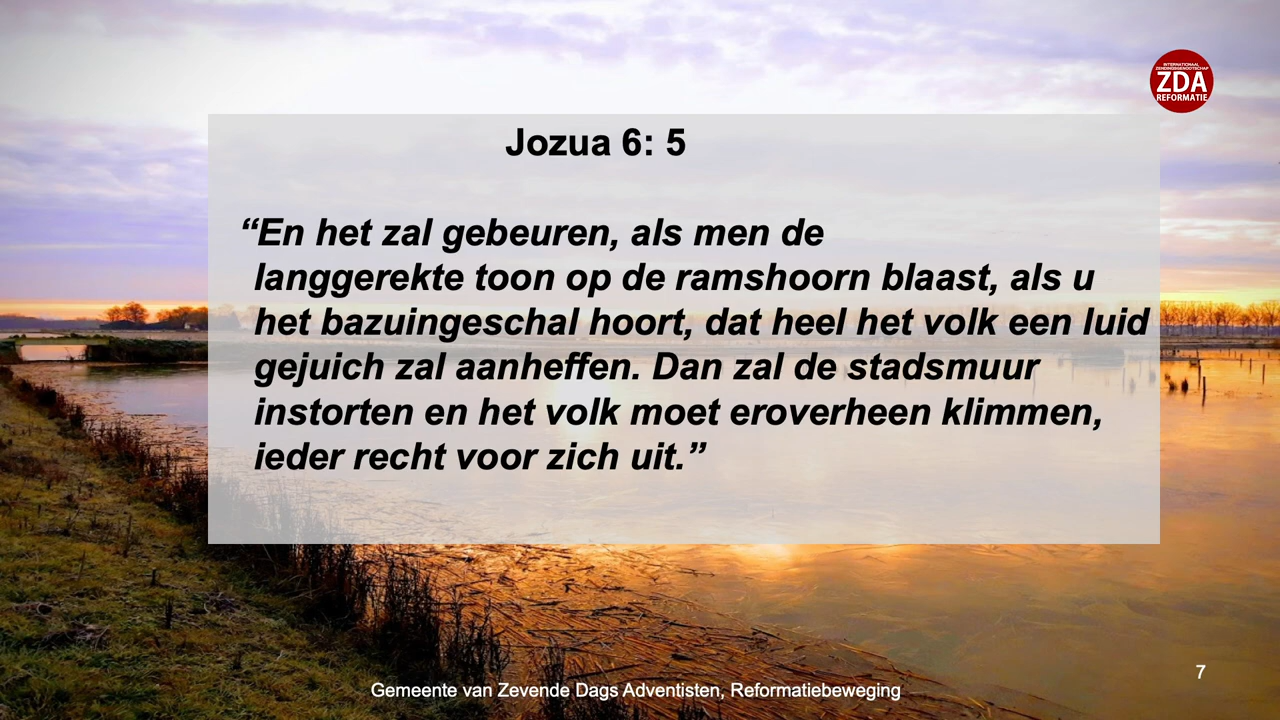 INTERNATIONAAL
ZENDINGSGENOOTSCHAP
ZDA
REFORMATIE
Jozua 6: 5
“En het zal gebeuren, als men de
langgerekte toon op de ramshoorn blaast, als u
het bazuingeschal hoort, dat heel het volk een luid
gejuich zal aanheffen. Dan zal de stadsmuur
instorten en het volk moet eroverheen klimmen,
ieder recht voor zich uit.”
7
Gemeente van Zevende Dags Adventisten, Reformatiebeweging